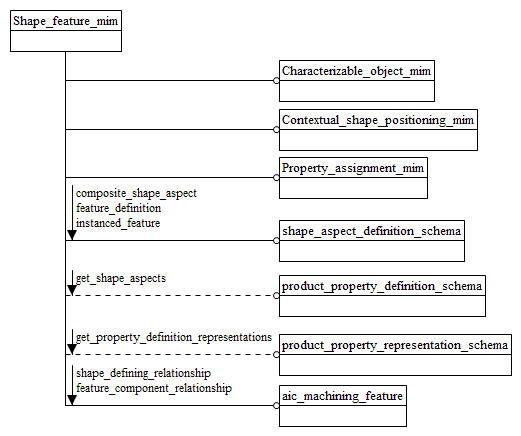 Shape_feature_mim
Characterizable_object_mim
Contextual_shape_positioning_mim
Property_assignment_mim
composite_shape_aspect
feature_definition
instanced_feature
shape_aspect_definition_schema
get_shape_aspects
product_property_definition_schema
get_property_definition_representations
product_property_representation_schema
shape_defining_relationship
feature_component_relationship
aic_machining_feature